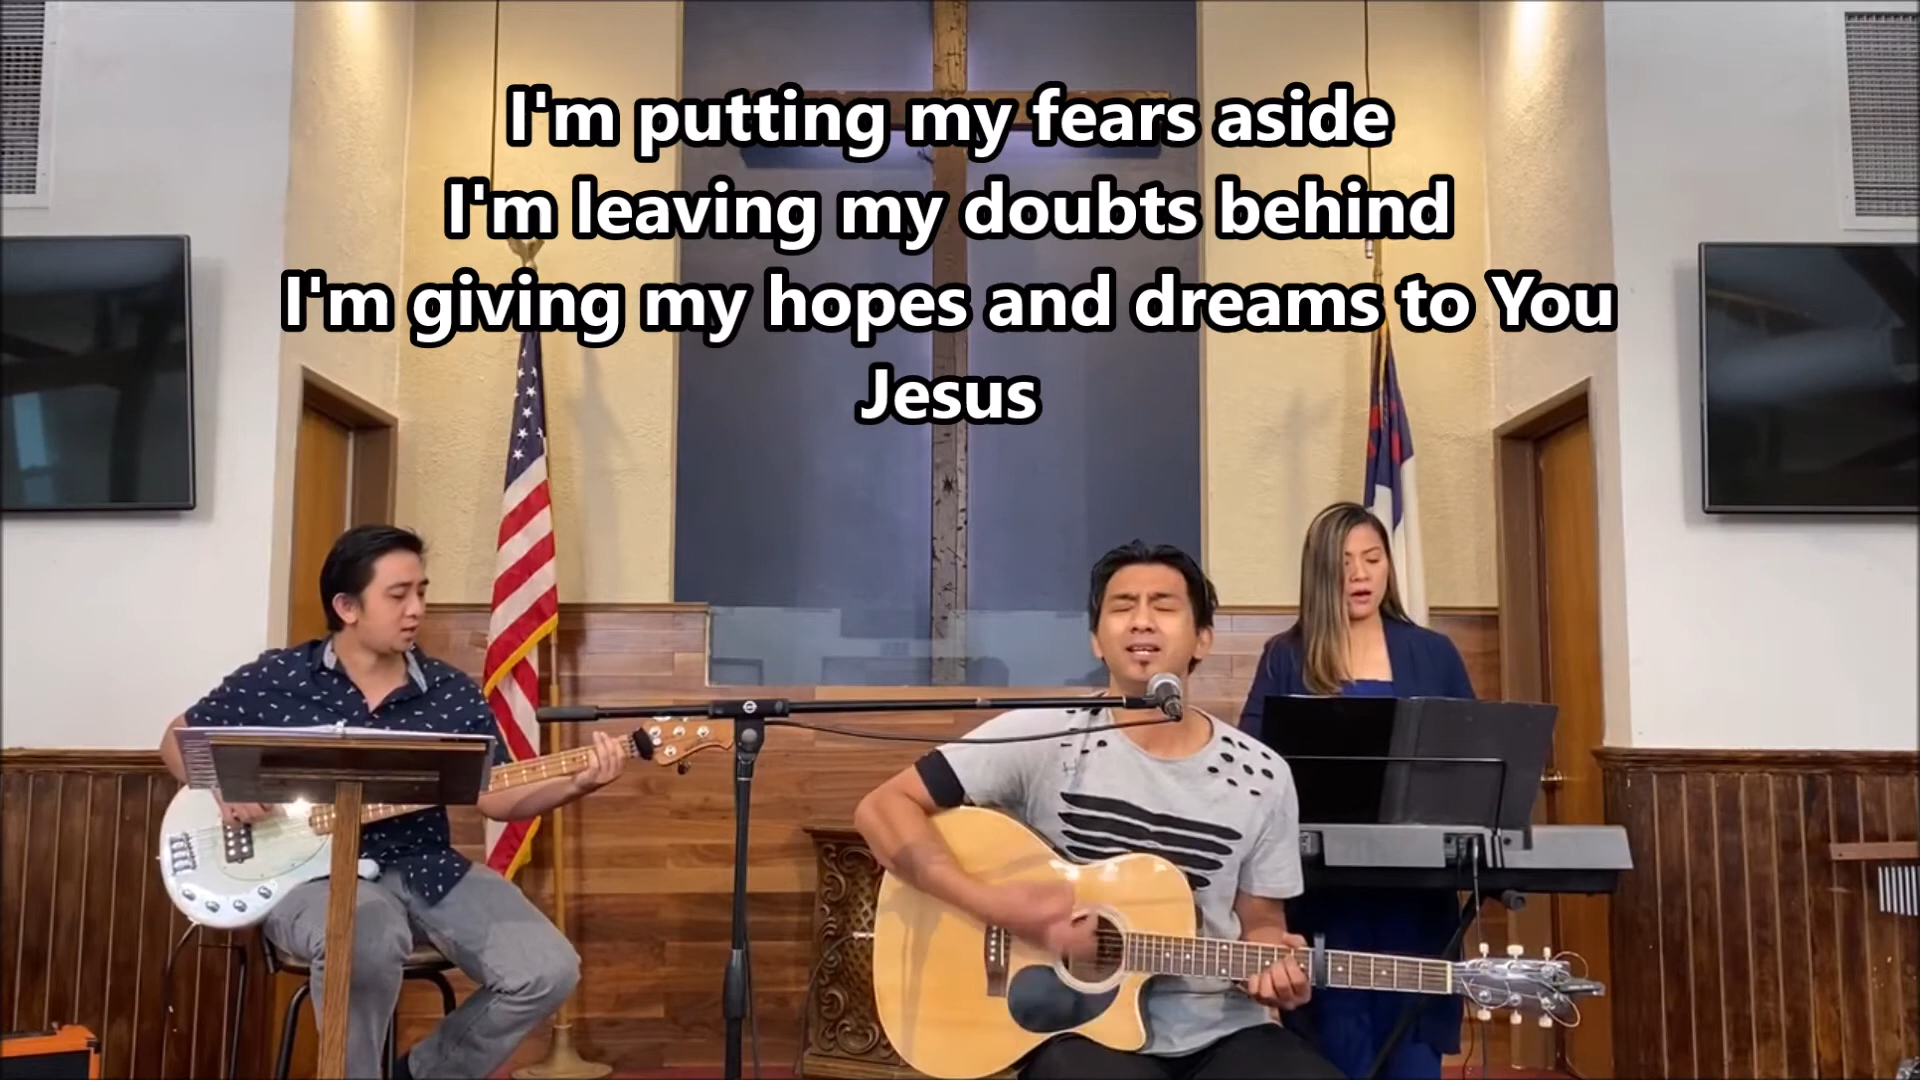 I'm putting my fears aside
I'm leaving my doubts behind
I'm giving my hopes and dreams to You
Jesus